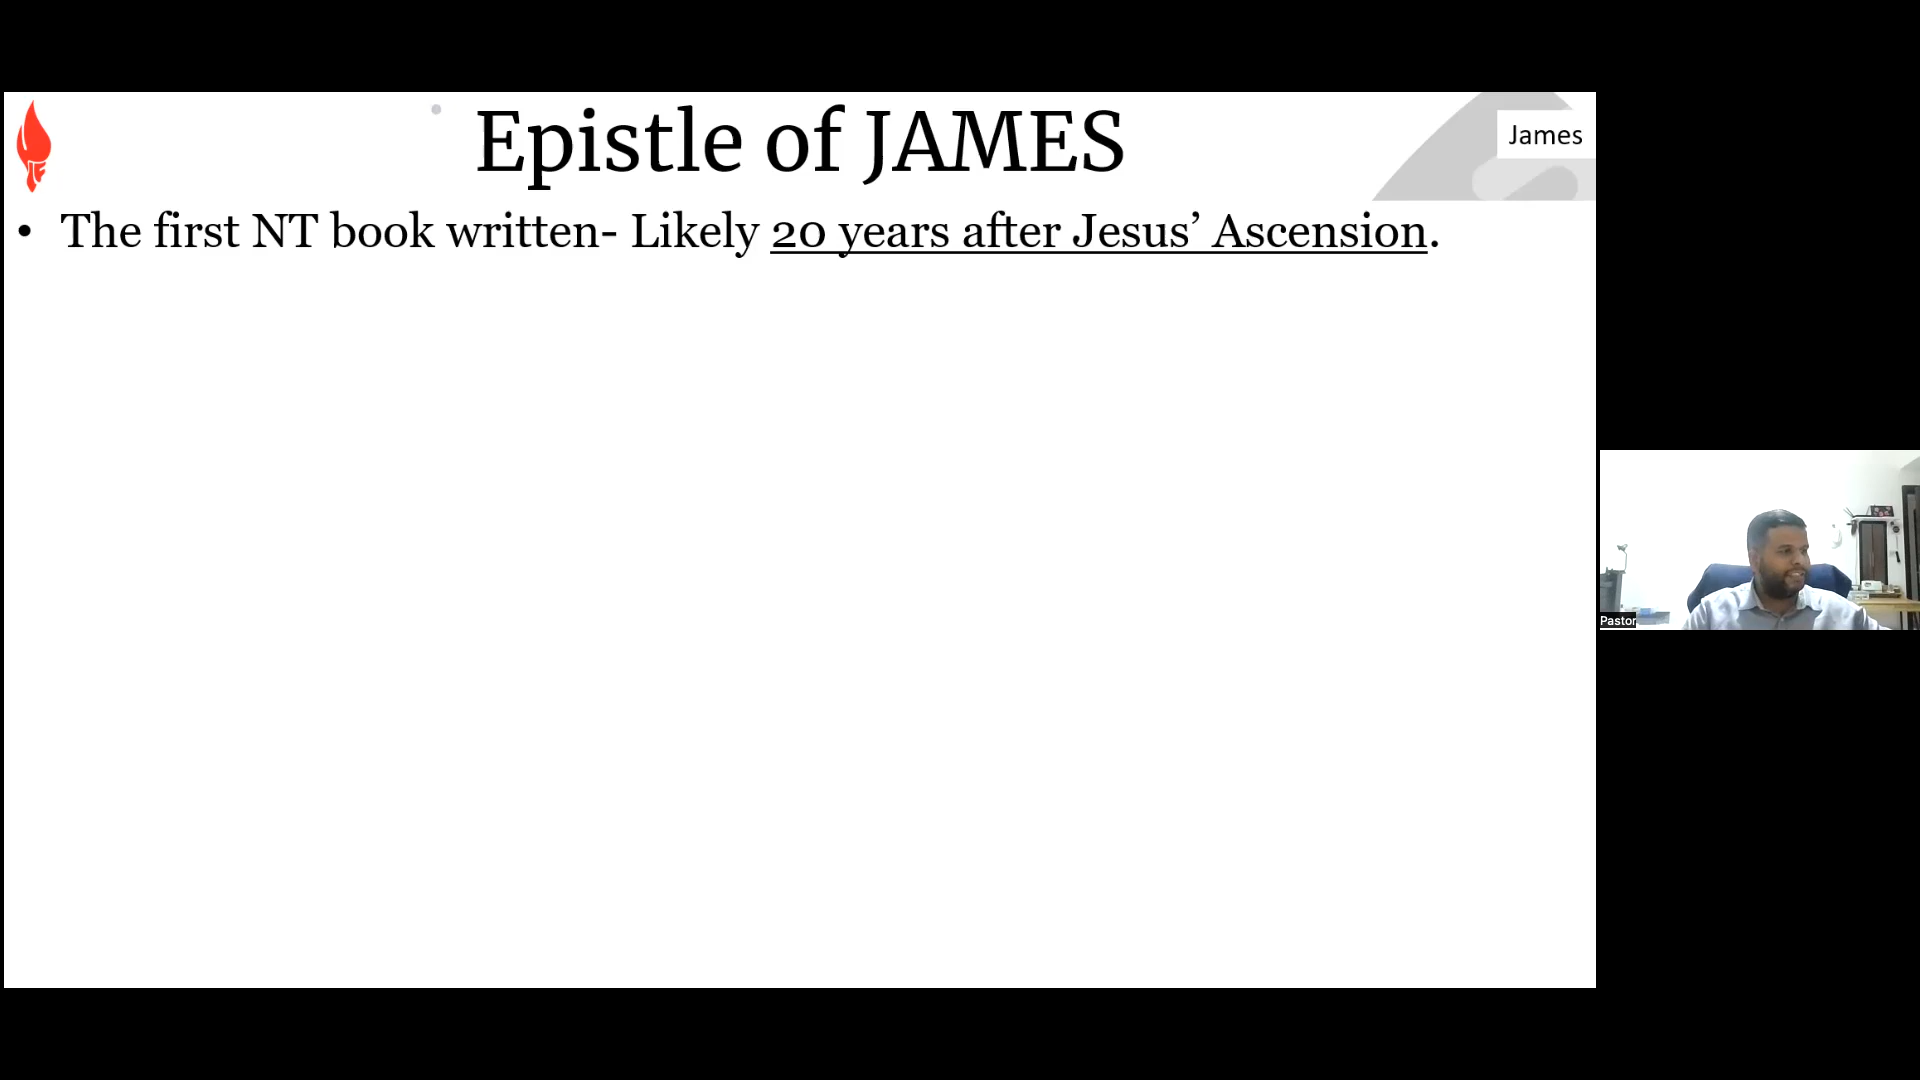 Epistle of JAMES
James
• The first NT book written- Likely 20 years after Jesus’ Ascension.
Pastor